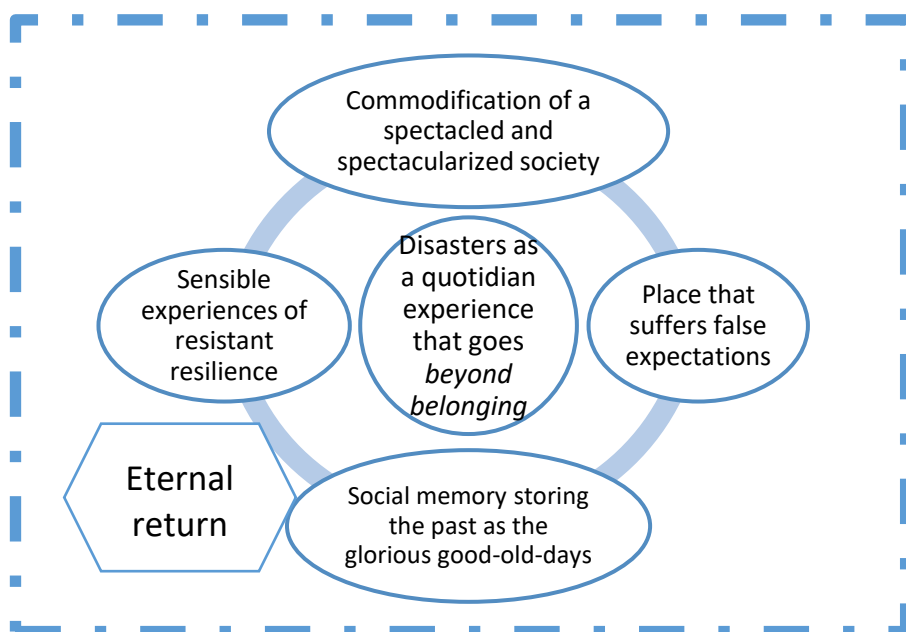 Commodification of a
spectacled and
spectacularized society
Sensible
experiences of
resistant
resilience
Disasters as
a quotidian
experience
that goes
beyond
belonging
Place that
suffers false
expectations
Eternal
return
Social memory storing
the past as the
glorious good-old-days